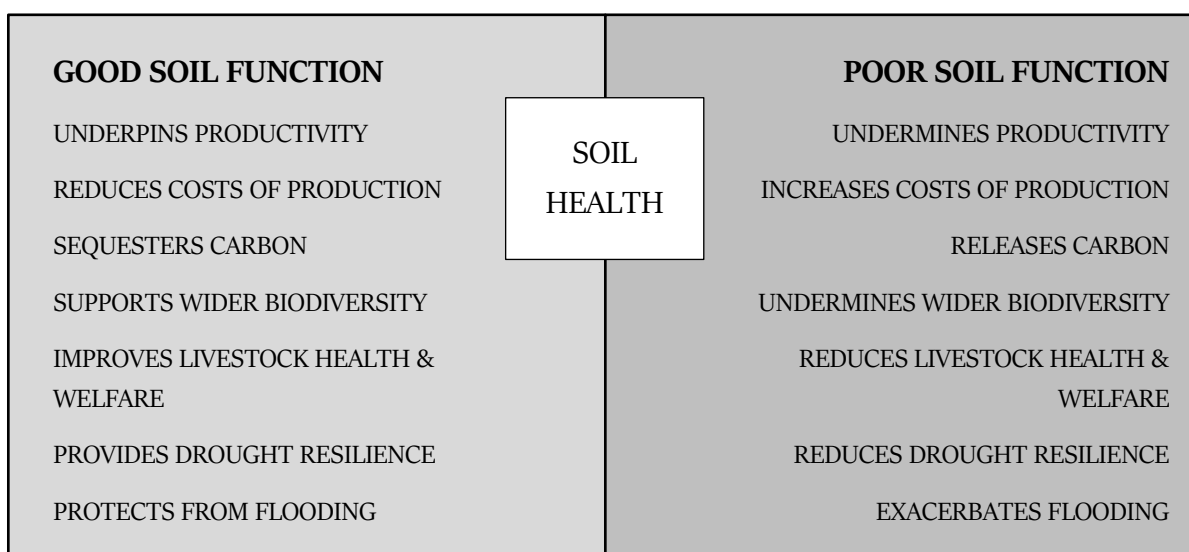 GOOD SOIL FUNCTION
UNDERPINS PRODUCTIVITY
REDUCES COSTS OF PRODUCTION
SEQUESTERS CARBON
SUPPORTS WIDER BIODIVERSITY
IMPROVES LIVESTOCK HEALTH &
WELFARE
PROVIDES DROUGHT RESILIENCE
PROTECTS FROM FLOODING
SOIL
HEALTH
POOR SOIL FUNCTION
UNDERMINES PRODUCTIVITY
INCREASES COSTS OF PRODUCTION
RELEASES CARBON
UNDERMINES WIDER BIODIVERSITY
REDUCES LIVESTOCK HEALTH &
WELFARE
REDUCES DROUGHT RESILIENCE
EXACERBATES FLOODING